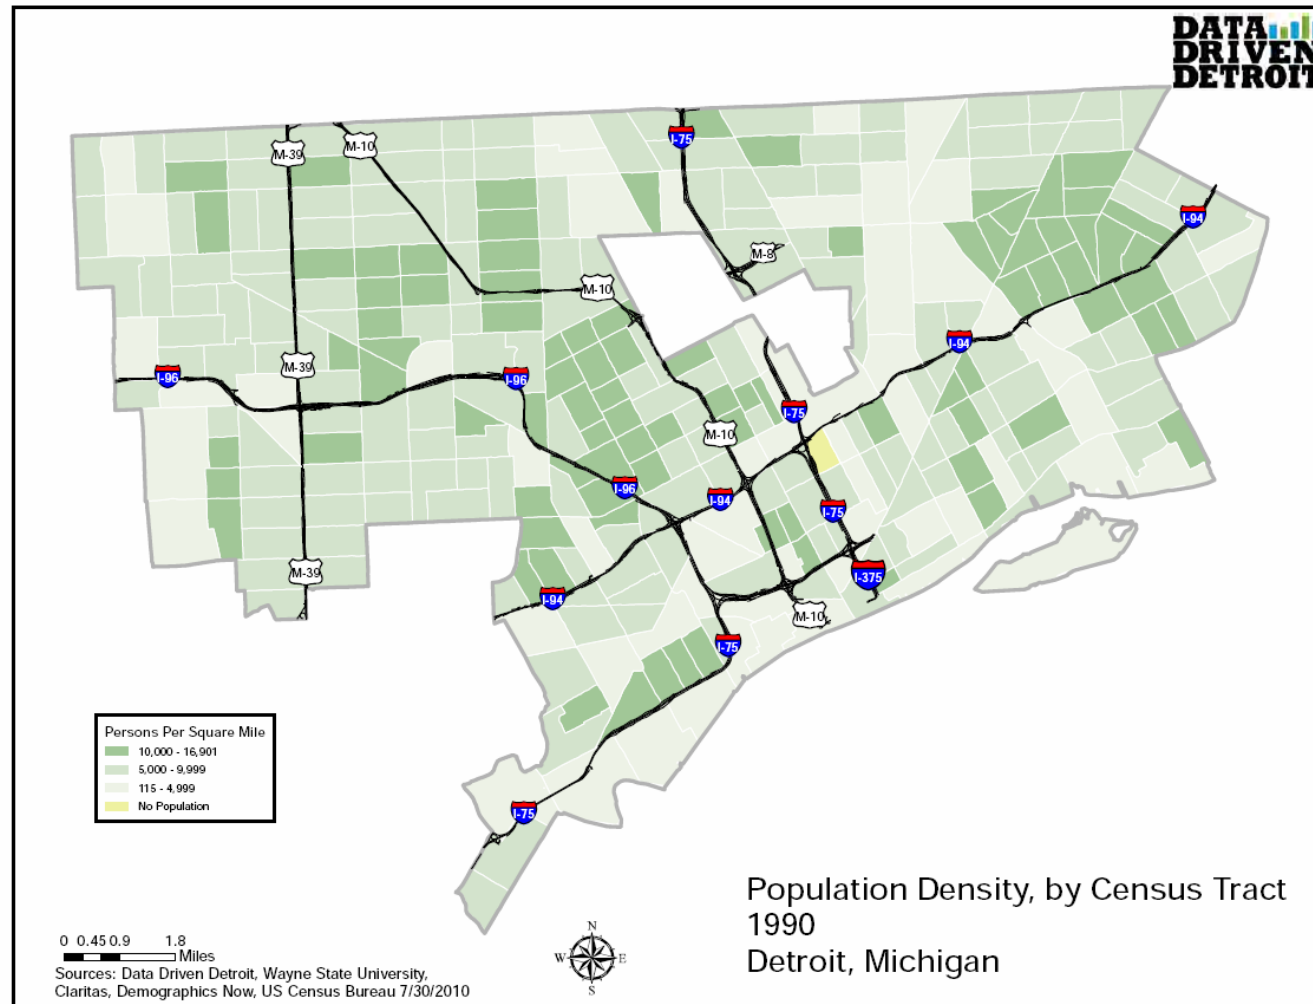 DATA
DRIVEN
DETROIT
I-75
M-39
M-10
I-94
M-8
M-10
I-94
M-39
I-96
I-96
I-75
M-10
I-96
I-94
I-75
M-39
I-375
I-94
M-10
I-75
I-75
Persons Per Square Mile
10,000 - 16,901
5,000 - 9,999
115 - 4,999
No Population
Population Density, by Census Tract
1990
Detroit, Michigan
0 0.45 0.9 1.8
Miles
N
W E
S
Sources: Data Driven Detroit, Wayne State University,
Claritas, Demographics Now, US Census Bureau 7/30/2010